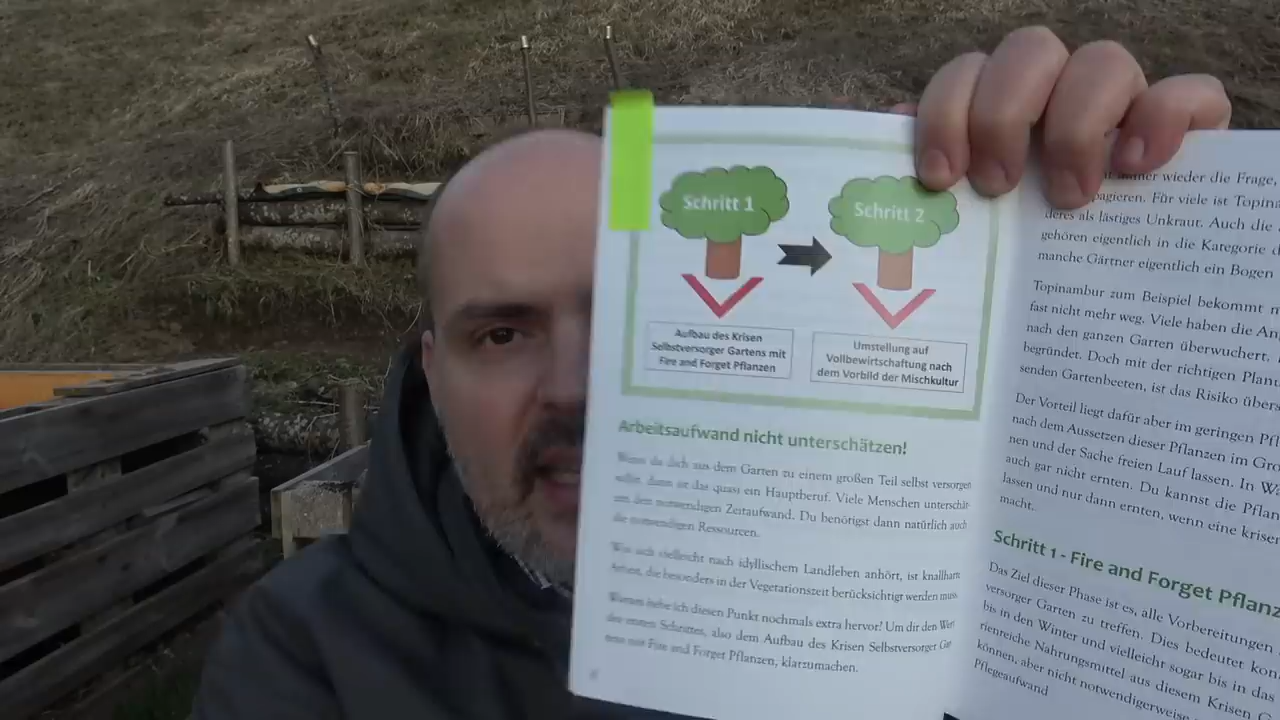 Schritt 1
Schritt 2
Aufbau des Krisen
Selbstversorger Gartens mit
Fire and Forget Pflanzen
Umstellung auf
Vollbewirtschaftung nach
dem Vorbild der Mischkultur
Arbeitsaufwand nicht unterschätzen!
Wenn du dich aus dem Garten zu einem großen Teil selbst versorgen
willst, dann ist das quasi ein Hauptberuf. Viele Menschen unterschät-
zen den notwendigen Zeitaufwand. Du benötigst dann natürlich auch
die notwendigen Ressourcen.
Was sich vielleicht nach idyllischem Landleben anhört, ist knallharte
Arbeit, die besonders in der Vegetationszeit berücksichtigt werden muss.
Warum hebe ich diesen Punkt nochmals extra hervor? Um dir den Wert
des ersten Schrittes, also dem Aufbau des Krisen Selbstversorger Gar-
tens mit Fire and Forget Pflanzen, klarzumachen.
immer wieder die Frage,
pagieren. Für viele ist Topin
deres als lästiges Unkraut. Auch die
gehören eigentlich in die Kategorie d
manche Gärtner eigentlich ein Bogen
Topinambur zum Beispiel bekommt m
fast nicht mehr weg. Viele haben die An
nach den ganzen Garten überwuchert,
begründet. Doch mit der richtigen Planu
senden Gartenbeeten, ist das Risiko übers
Der Vorteil liegt dafür aber im geringen Pfl
nach dem Aussetzen dieser Pflanzen im Gro
nen und der Sache freien Lauf lassen. In W
auch gar nicht ernten. Du kannst die Pflan
lassen und nur dann ernten, wenn eine krisen
macht.
Schritt 1 - Fire and Forget Pflanz
Das Ziel dieser Phase ist es, alle Vorbereitungen
versorger Garten zu treffen. Dies bedeutet kon
bis in den Winter und vielleicht sogar bis in das
rienreiche Nahrungsmittel aus diesem Krisen G
können, aber nicht notwendigerweise
Pflegeaufwand